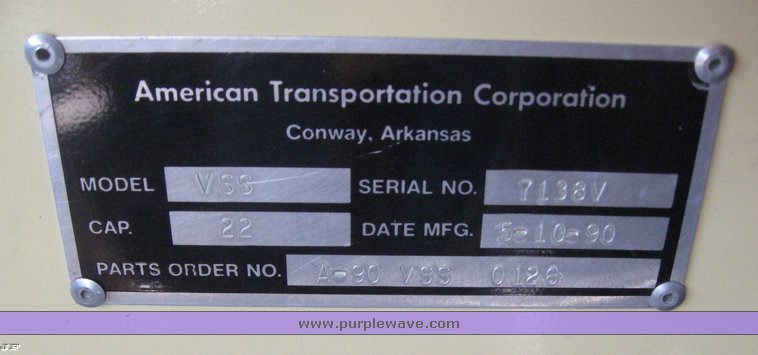 American Transportation Corporation
Conway, Arkansas
MODEL VSS SERIAL NO. 7138V
CAP. 22 DATE MFG. 5-10-90
PARTS ORDER NO. A-90 VSS 0126
www.purplewave.com